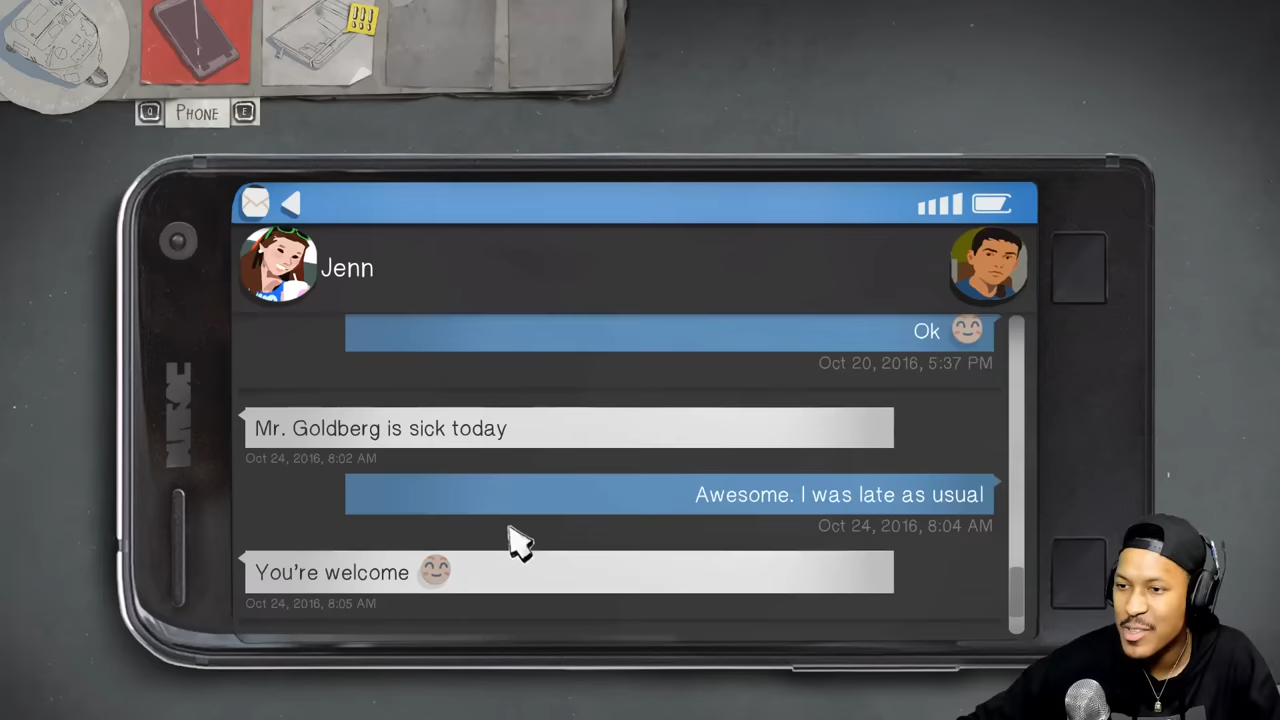 Q PHONE E
Jenn
Ok
Oct 20, 2016, 5:37 PM
Mr. Goldberg is sick today
Oct 24, 2016, 8:02 AM
Awesome. I was late as usual
Oct 24, 2016, 8:04 AM
You're welcome
Oct 24, 2016, 8:05 AM